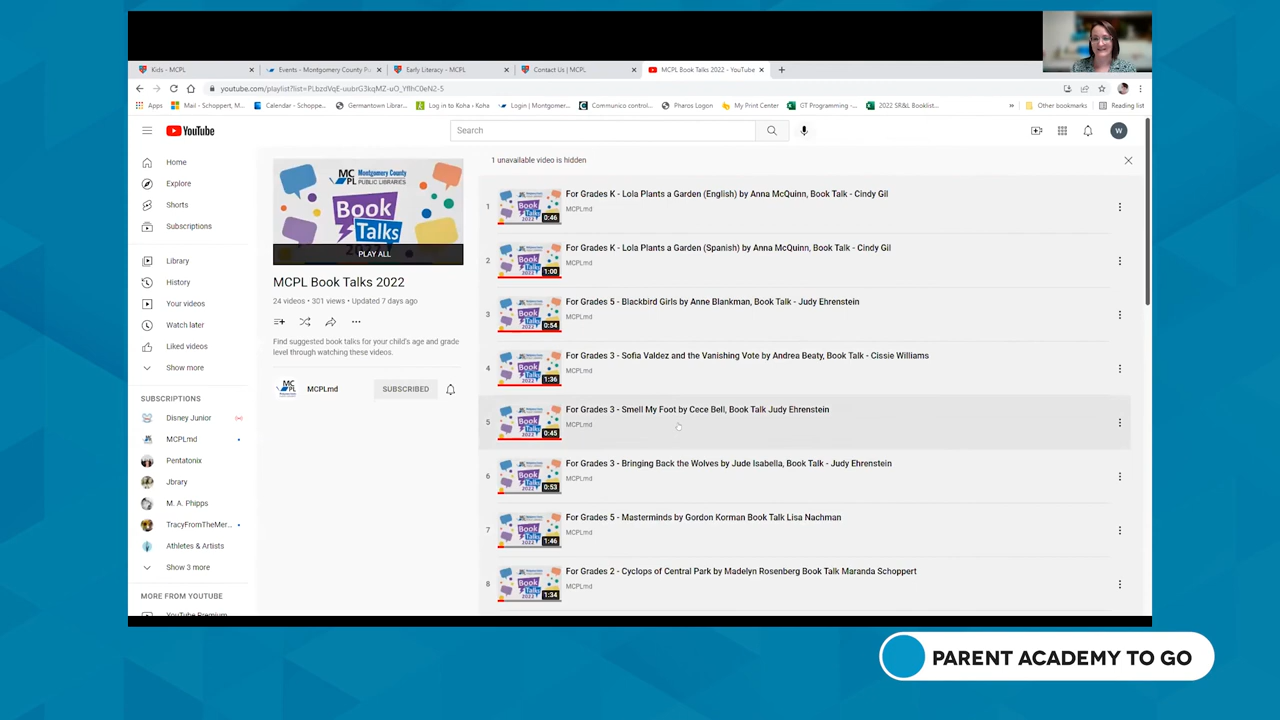 Kids - MCPL
Events - Montgomery County Pu
Early Literacy - MCPL
Contact Us | MCPL
MCPL Book Talks 2022 - YouTube
youtube.com/playlist?list=PLbzdVqE-uubrG3kqMZ-uO_YflhC0eN2-5
Apps
Mail - Schoppert, M...
Calendar - Schoppe...
Germantown Librar...
Log in to Koha ‹ Koha
Login | Montgomer...
Communico control...
Pharos Logon
My Print Center
GT Programming -...
2022 SR&L Booklist...
»
Other bookmarks
Reading list
YouTube
Search
W
Home
Explore
Shorts
Subscriptions
Library
History
Your videos
Watch later
Liked videos
Show more
SUBSCRIPTIONS
Disney Junior
MCPLmd
Pentatonix
Jbrary
M. A. Phipps
TracyFromTheMer...
Athletes & Artists
Show 3 more
MORE FROM YOUTUBE
YouTube Premium
MCPL Montgomery County
PUBLIC LIBRARIES
Book
Talks
2022
PLAY ALL
MCPL Book Talks 2022
24 videos • 301 views • Updated 7 days ago
Find suggested book talks for your child's age and grade
level through watching these videos.
MCPLmd
SUBSCRIBED
1 unavailable video is hidden
1
0:46
For Grades K - Lola Plants a Garden (English) by Anna McQuinn, Book Talk - Cindy Gil
MCPLmd
2
1:00
For Grades K - Lola Plants a Garden (Spanish) by Anna McQuinn, Book Talk - Cindy Gil
MCPLmd
3
0:54
For Grades 5 - Blackbird Girls by Anne Blankman, Book Talk - Judy Ehrenstein
MCPLmd
4
1:36
For Grades 3 - Sofia Valdez and the Vanishing Vote by Andrea Beaty, Book Talk - Cissie Williams
MCPLmd
5
0:45
For Grades 3 - Smell My Foot by Cece Bell, Book Talk Judy Ehrenstein
MCPLmd
6
0:53
For Grades 3 - Bringing Back the Wolves by Jude Isabella, Book Talk - Judy Ehrenstein
MCPLmd
7
1:46
For Grades 5 - Masterminds by Gordon Korman Book Talk Lisa Nachman
MCPLmd
8
1:34
For Grades 2 - Cyclops of Central Park by Madelyn Rosenberg Book Talk Maranda Schoppert
MCPLmd
PARENT ACADEMY TO GO